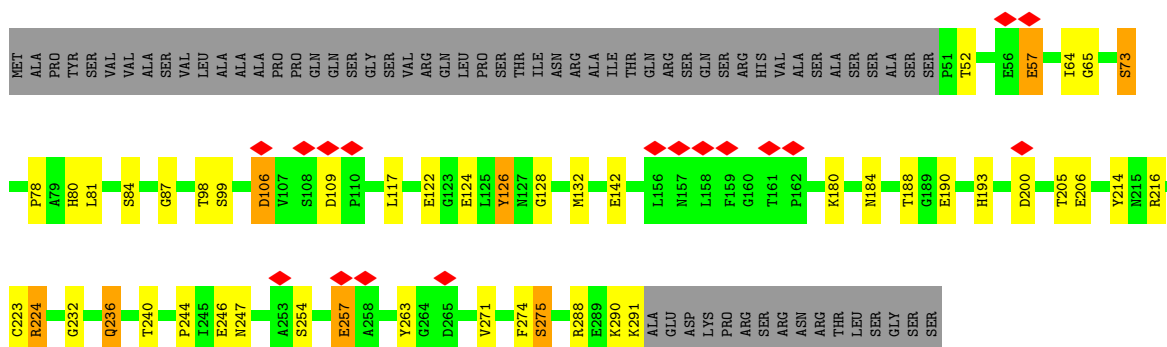 MET ALA PRO TYR SER VAL VAL ALA SER VAL LEU ALA ALA ALA ALA PRO PRO GLN GLN SER GLY SER VAL ARG GLN LEU PRO SER THR ILE ASN ARG ALA ILE THR GLN ARG SER GLN SER ARG HIS VAL ALA SER ALA SER SER ALA SER SER P51 T52 E56 E57 I64 G65 S73
P78 A79 H80 L81 S84 G87 T98 S99 D106 V107 S108 D109 P110 L117 E122 G123 E124 L125 Y126 N127 G128 M132 E142 L156 N157 L158 F159 G160 T161 P162 K180 N184 T188 G189 E190 H193 D200 T205 E206 Y214 N215 R216
C223 R224 G232 Q236 T240 P244 I245 E246 N247 A253 S254 E257 A258 Y263 G264 D265 V271 F274 S275 R288 E289 K290 K291 ALA GLU ASP LYS PRO ARG SER ARG ASN ARG THR LEU SER GLY SER SER